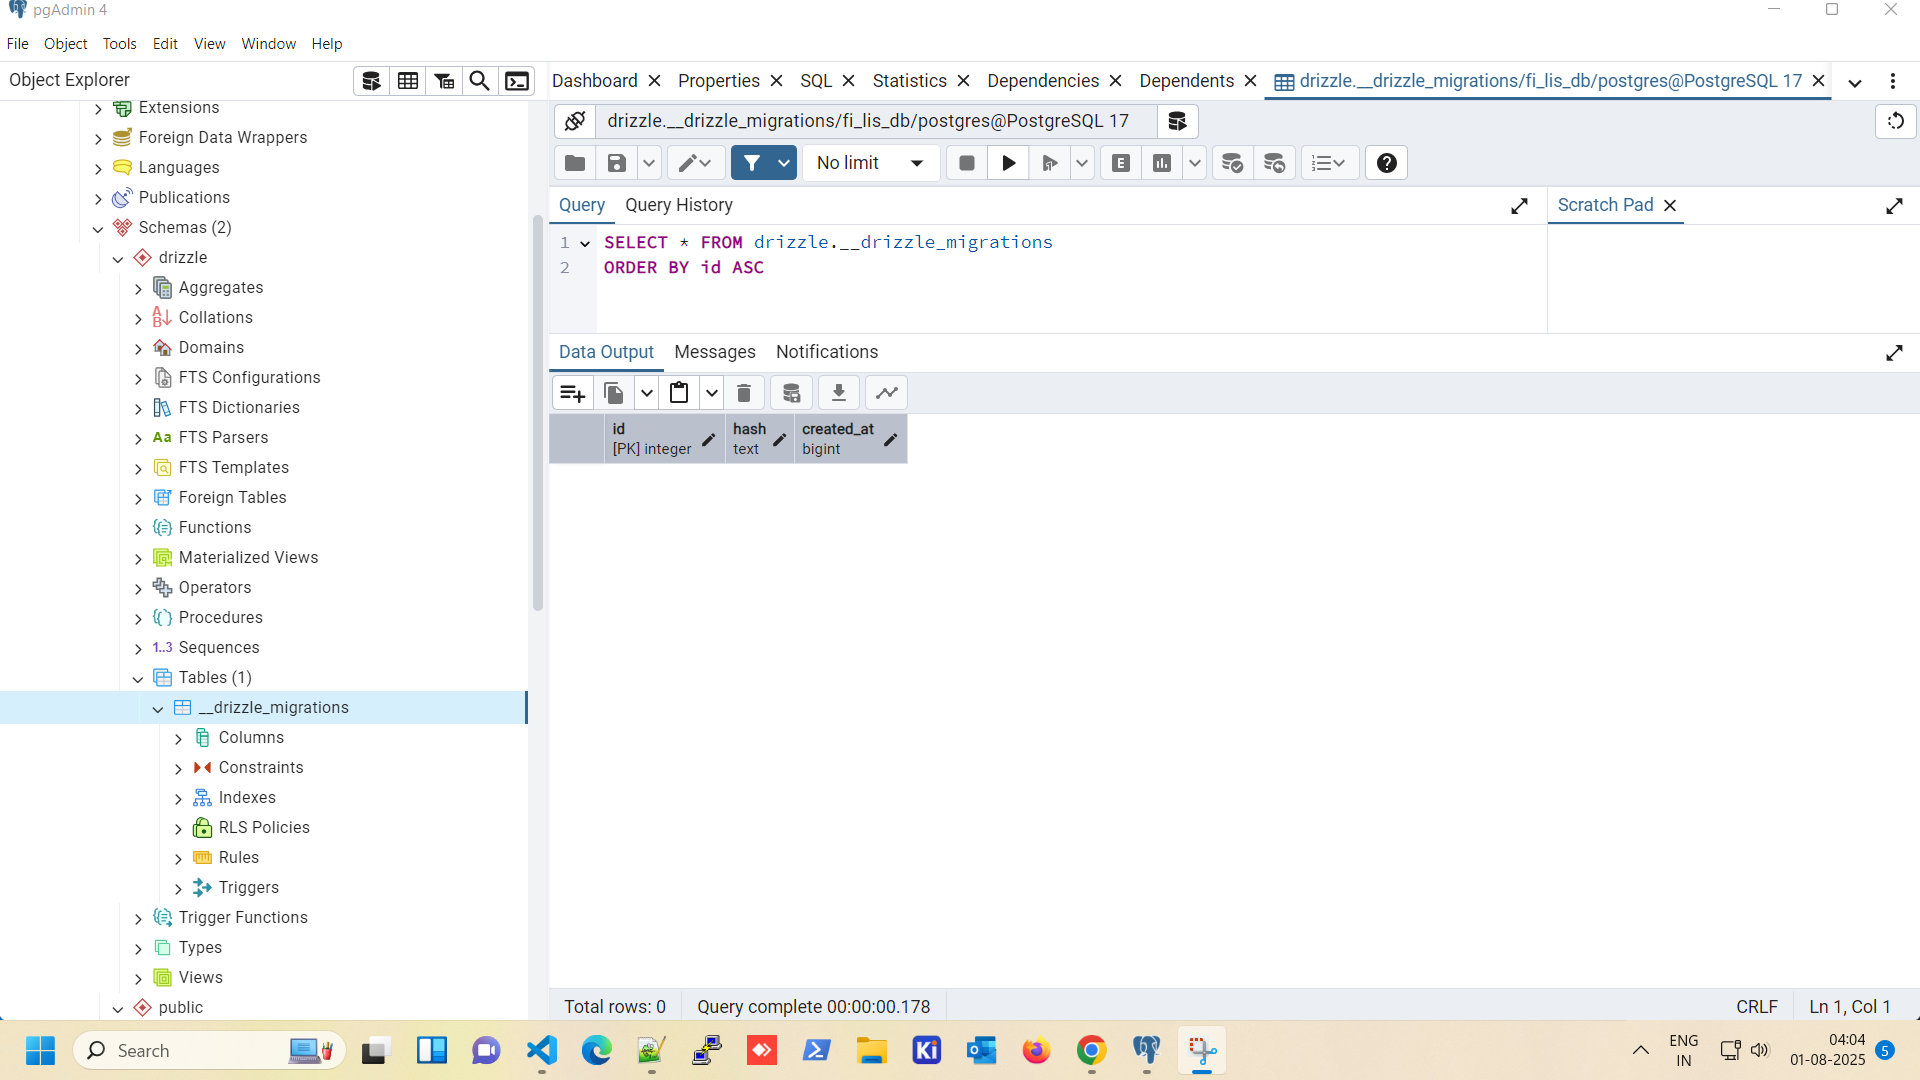 pgAdmin 4
File Object Tools Edit View Window Help
Object Explorer
Extensions
Foreign Data Wrappers
Languages
Publications
Schemas (2)
drizzle
Aggregates
Collations
Domains
FTS Configurations
FTS Dictionaries
Aa FTS Parsers
FTS Templates
Foreign Tables
Functions
Materialized Views
Operators
Procedures
1..3 Sequences
Tables (1)
__drizzle_migrations
Columns
Constraints
Indexes
RLS Policies
Rules
Triggers
Trigger Functions
Types
Views
public
Dashboard Properties SQL Statistics Dependencies Dependents drizzle.__drizzle_migrations/fi_lis_db/postgres@PostgreSQL 17
drizzle.__drizzle_migrations/fi_lis_db/postgres@PostgreSQL 17
No limit E
Query Query History Scratch Pad
1 SELECT * FROM drizzle.__drizzle_migrations
2 ORDER BY id ASC
Data Output Messages Notifications
id hash created_at
[PK] integer text bigint
Total rows: 0 Query complete 00:00:00.178 CRLF Ln 1, Col 1
Search Ki ENG 04:04
IN 01-08-2025 5